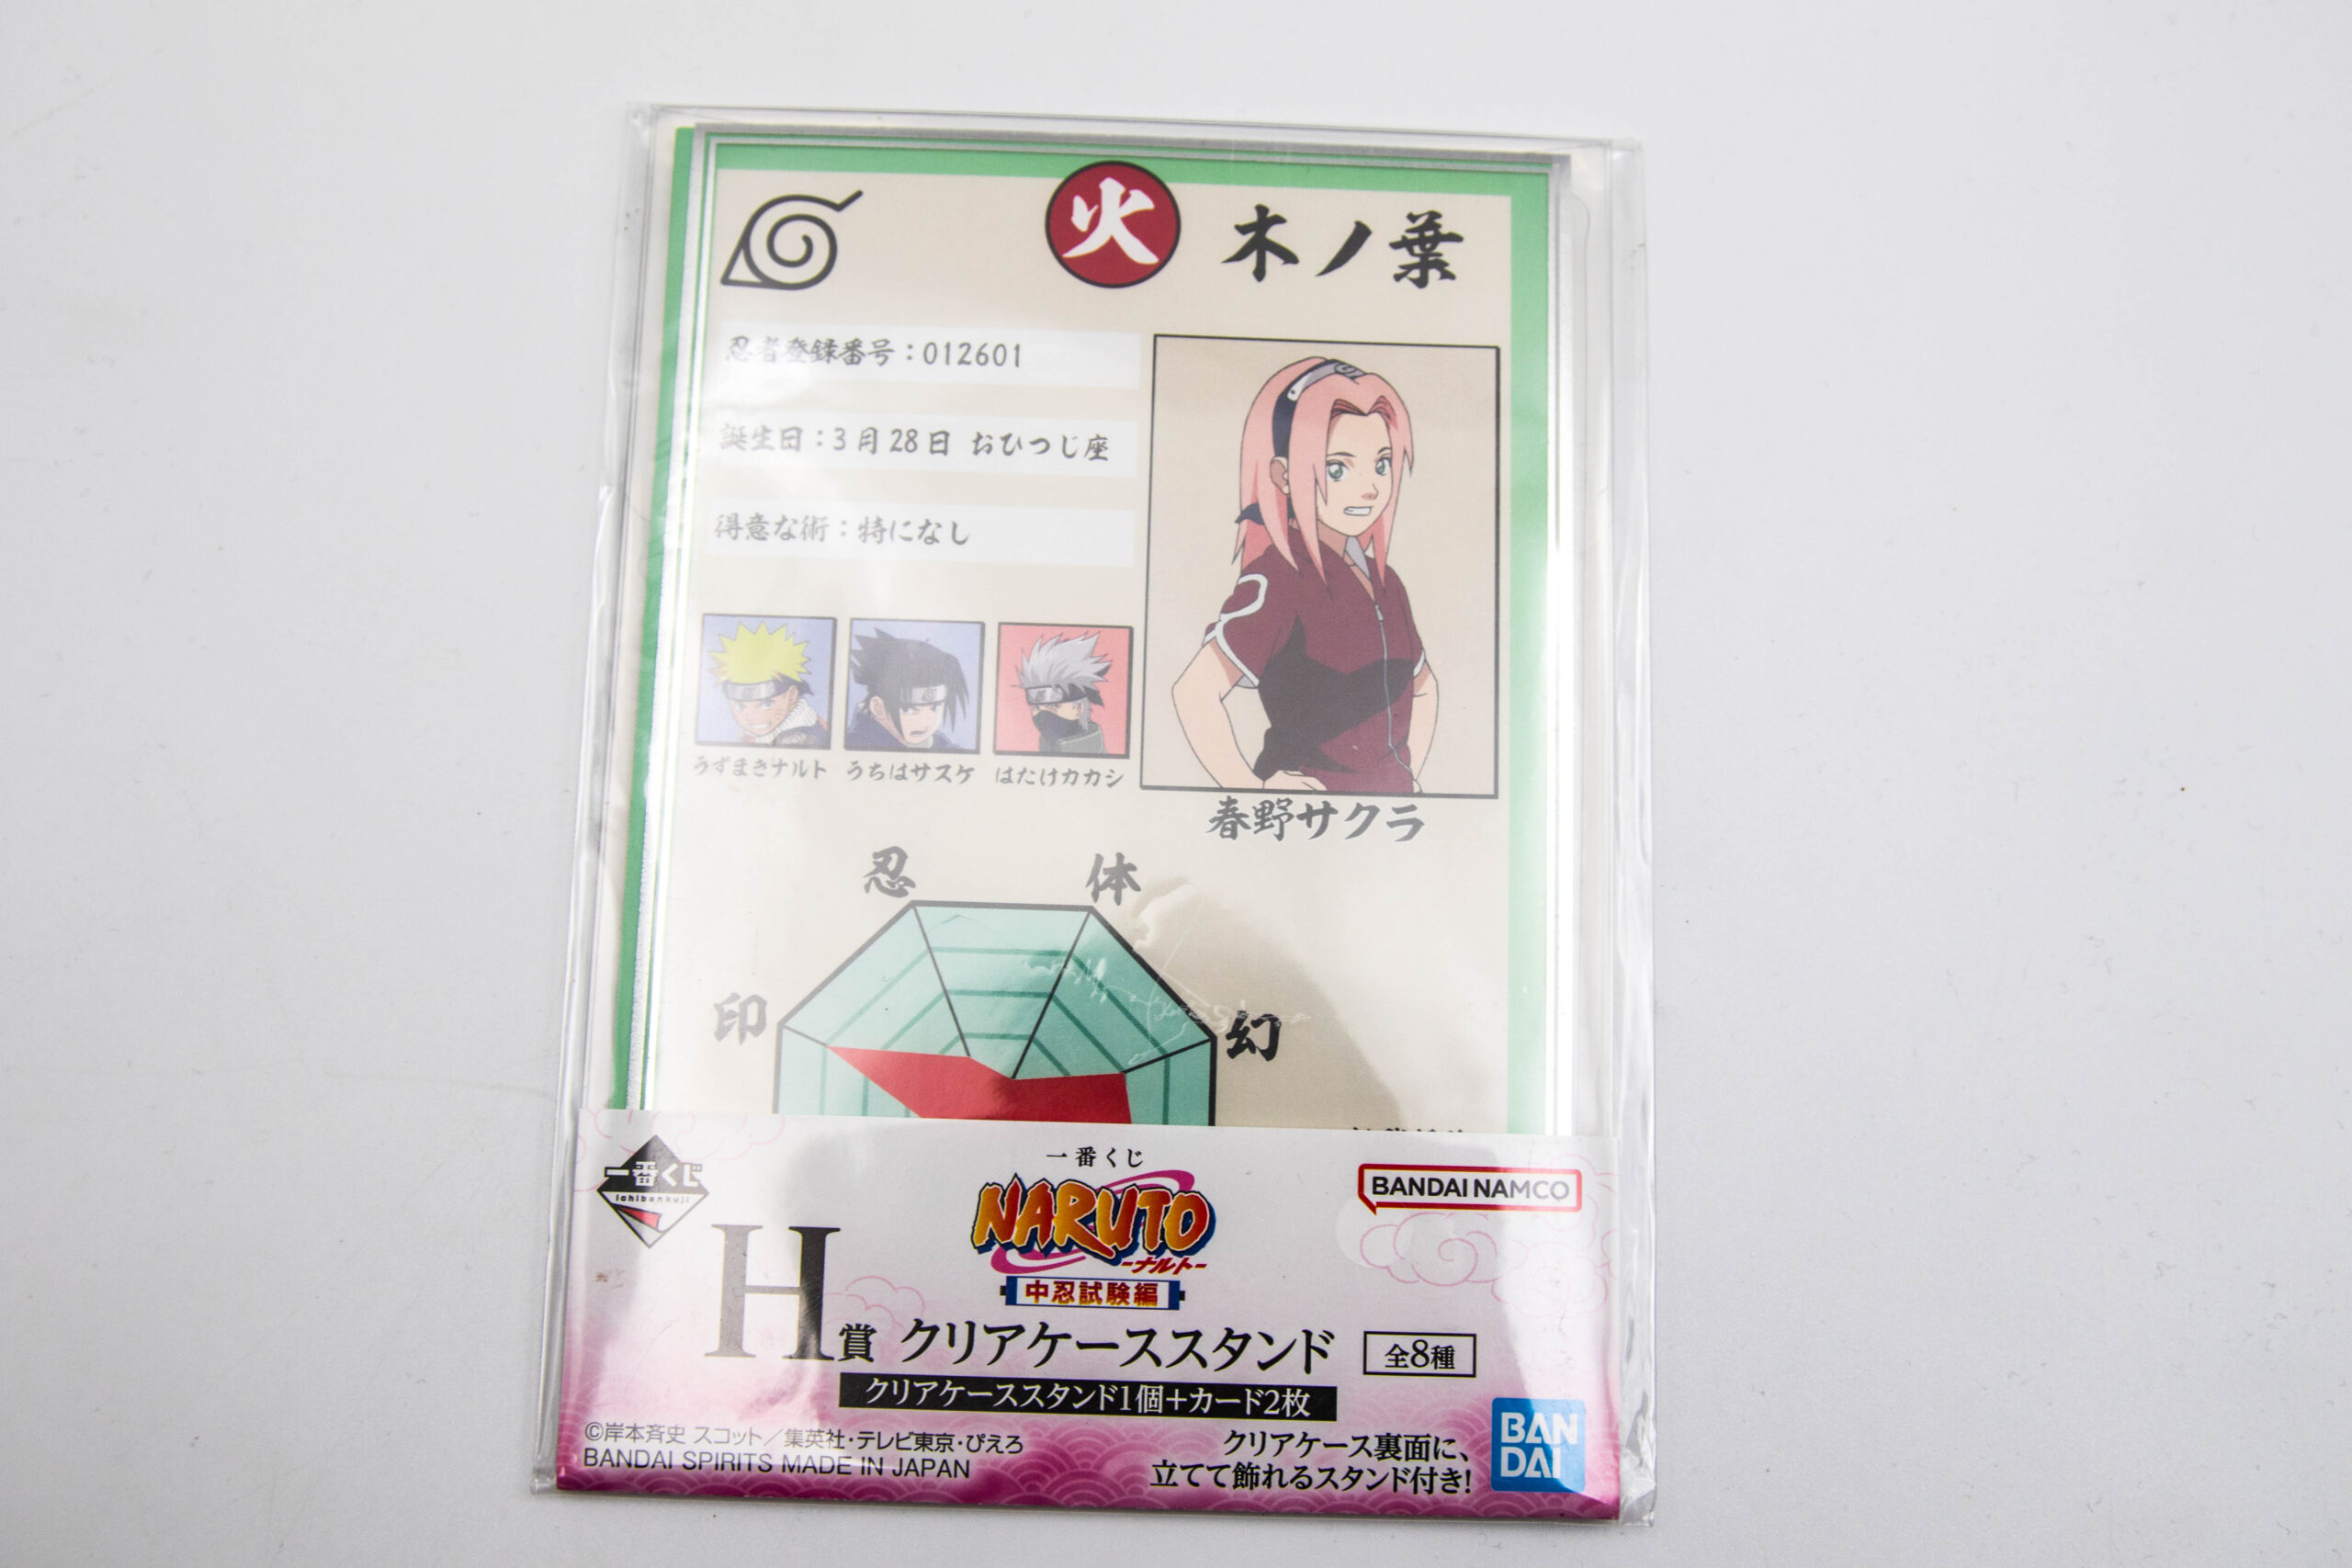 火 木ノ葉
忍者登録番号：012601
誕生日：3月28日 おひつじ座
得意な術：特になし
うずまきナルト うちはサスケ はたけカカシ
春野サクラ
忍 体
印 幻
一番くじ
ichibankuji
一番くじ
NARUTO
-ナルト-
中忍試験編
BANDAI NAMCO
H賞 クリアケーススタンド 全8種
クリアケーススタンド1個＋カード2枚
©岸本斉史 スコット／集英社・テレビ東京・ぴえろ
BANDAI SPIRITS MADE IN JAPAN
クリアケース裏面に、
立てて飾れるスタンド付き!
BAN
DAI